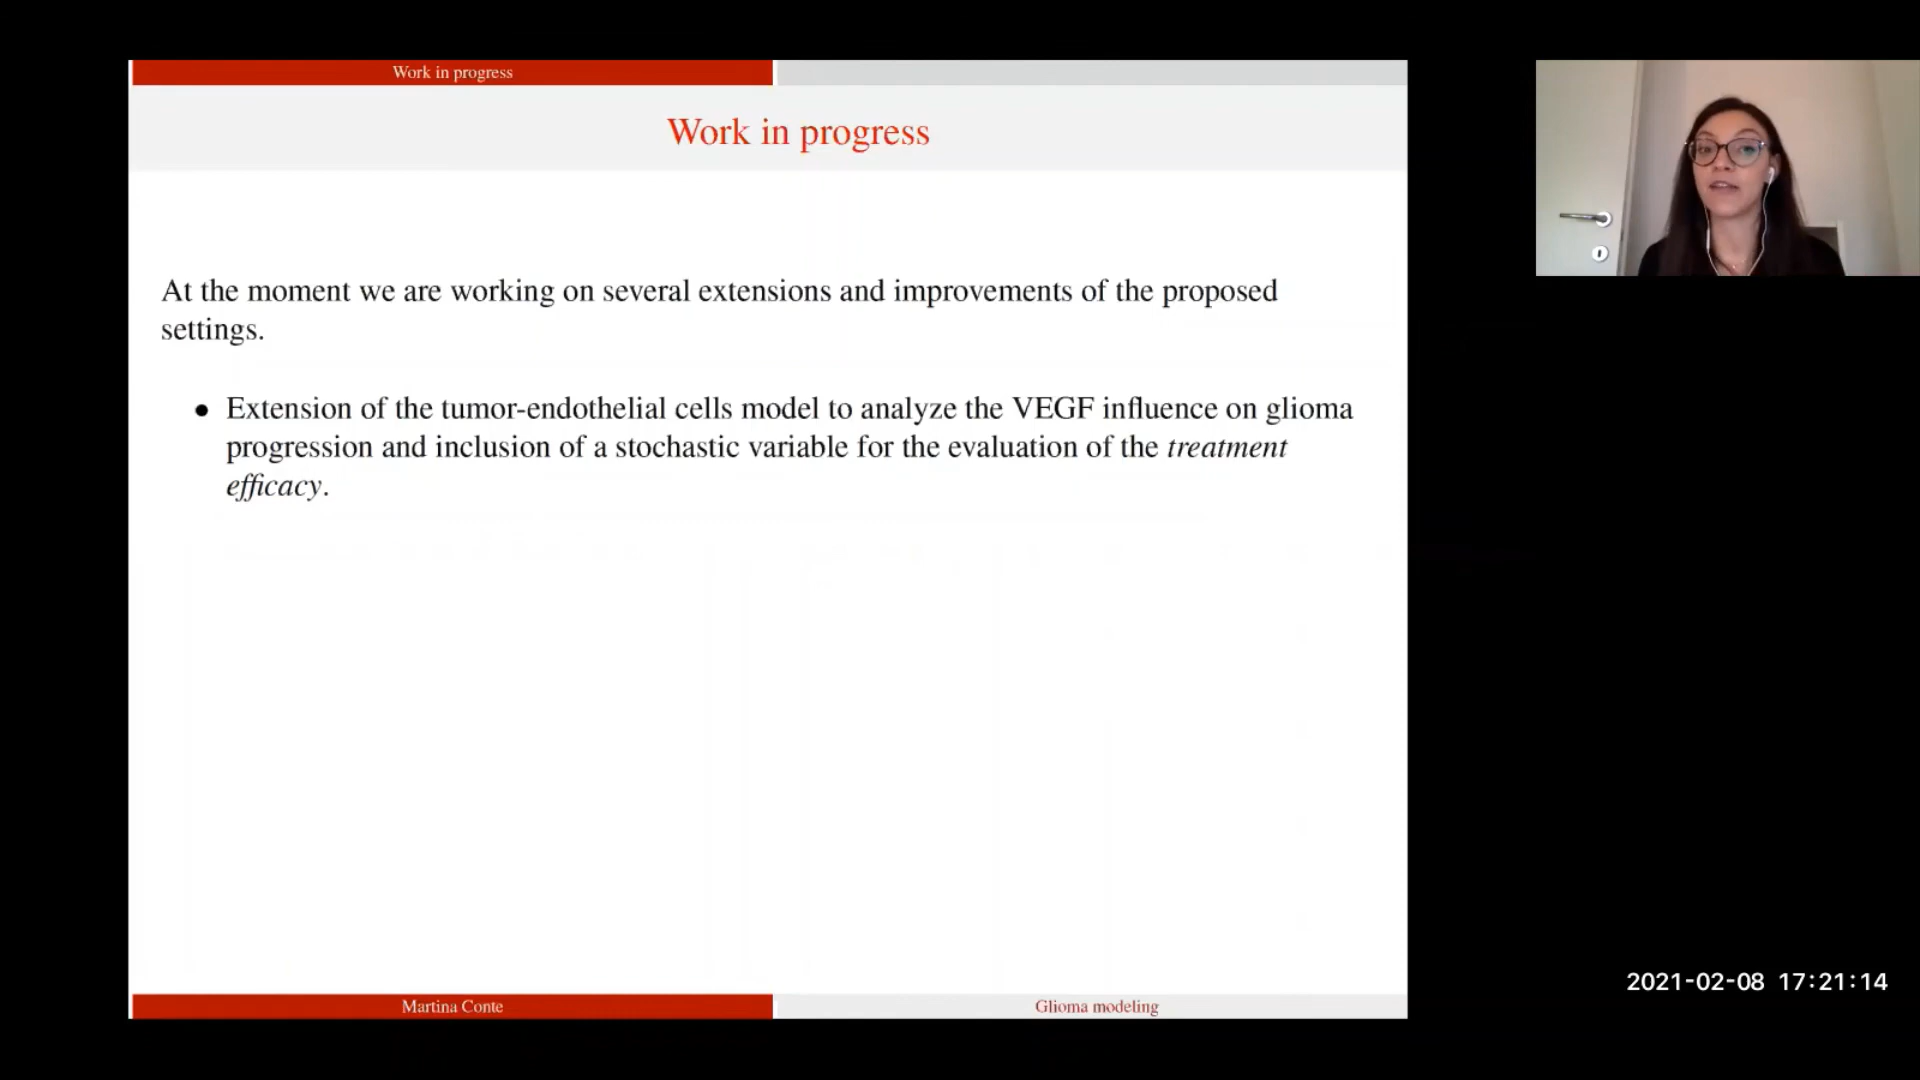 Work in progress
Work in progress
At the moment we are working on several extensions and improvements of the proposed
settings.
• Extension of the tumor-endothelial cells model to analyze the VEGF influence on glioma
progression and inclusion of a stochastic variable for the evaluation of the treatment
efficacy.
Martina Conte
Glioma modeling
2021-02-08 17:21:14